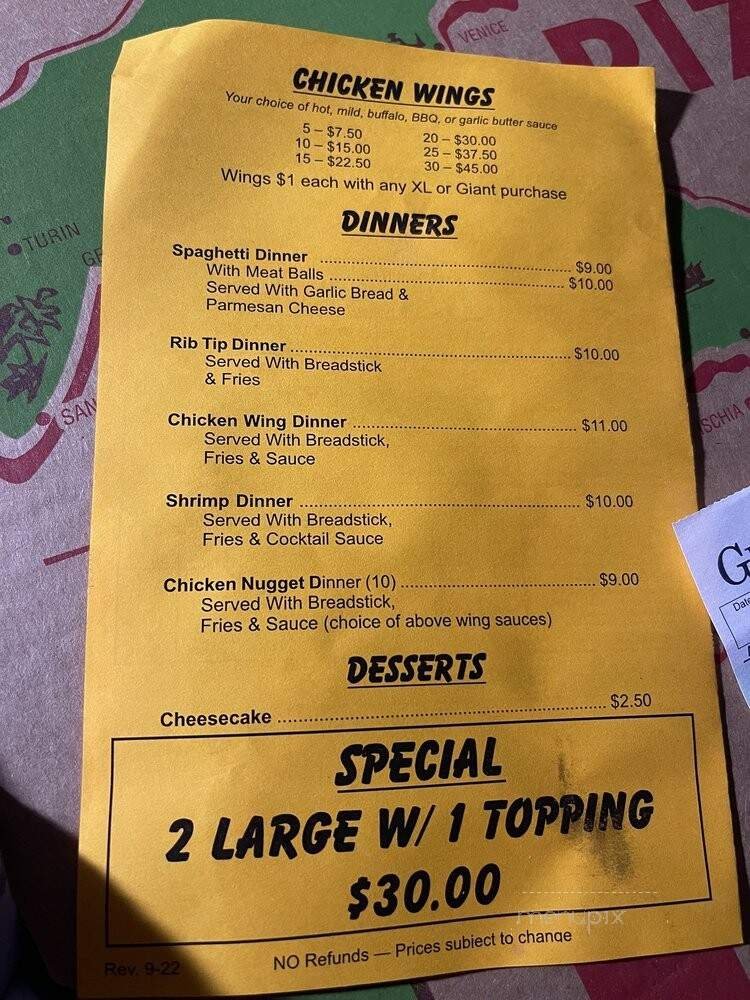 VENICE
PIZ
TURIN
GE
SAN
SCHIA
CHICKEN WINGS
Your choice of hot, mild, buffalo, BBQ, or garlic butter sauce
5 – $7.50 20 – $30.00
10 – $15.00 25 – $37.50
15 – $22.50 30 – $45.00
Wings $1 each with any XL or Giant purchase
DINNERS
Spaghetti Dinner $9.00
With Meat Balls $10.00
Served With Garlic Bread &
Parmesan Cheese
Rib Tip Dinner $10.00
Served With Breadstick
& Fries
Chicken Wing Dinner $11.00
Served With Breadstick,
Fries & Sauce
Shrimp Dinner $10.00
Served With Breadstick,
Fries & Cocktail Sauce
Chicken Nugget Dinner (10) $9.00
Served With Breadstick,
Fries & Sauce (choice of above wing sauces)
DESSERTS
Cheesecake $2.50
SPECIAL
2 LARGE W/ 1 TOPPING
$30.00
menupix
Rev. 9-22 NO Refunds — Prices subject to change
Date